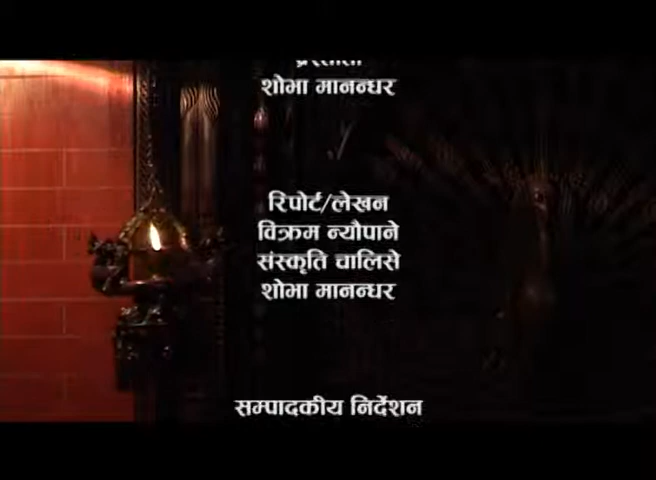 शोभा मानन्धर
रिपोर्ट/लेखन
विक्रम न्यौपाने
संस्कृति चालिसे
शोभा मानन्धर
सम्पादकीय निर्देशन